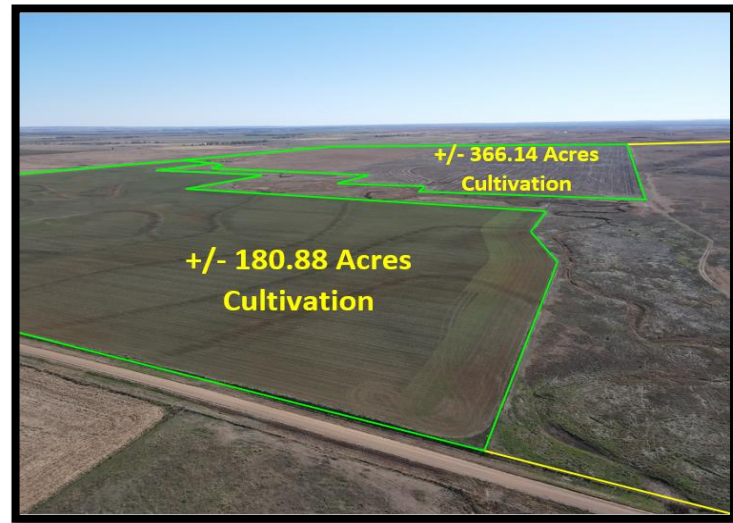 +/- 366.14 Acres
Cultivation
+/- 180.88 Acres
Cultivation